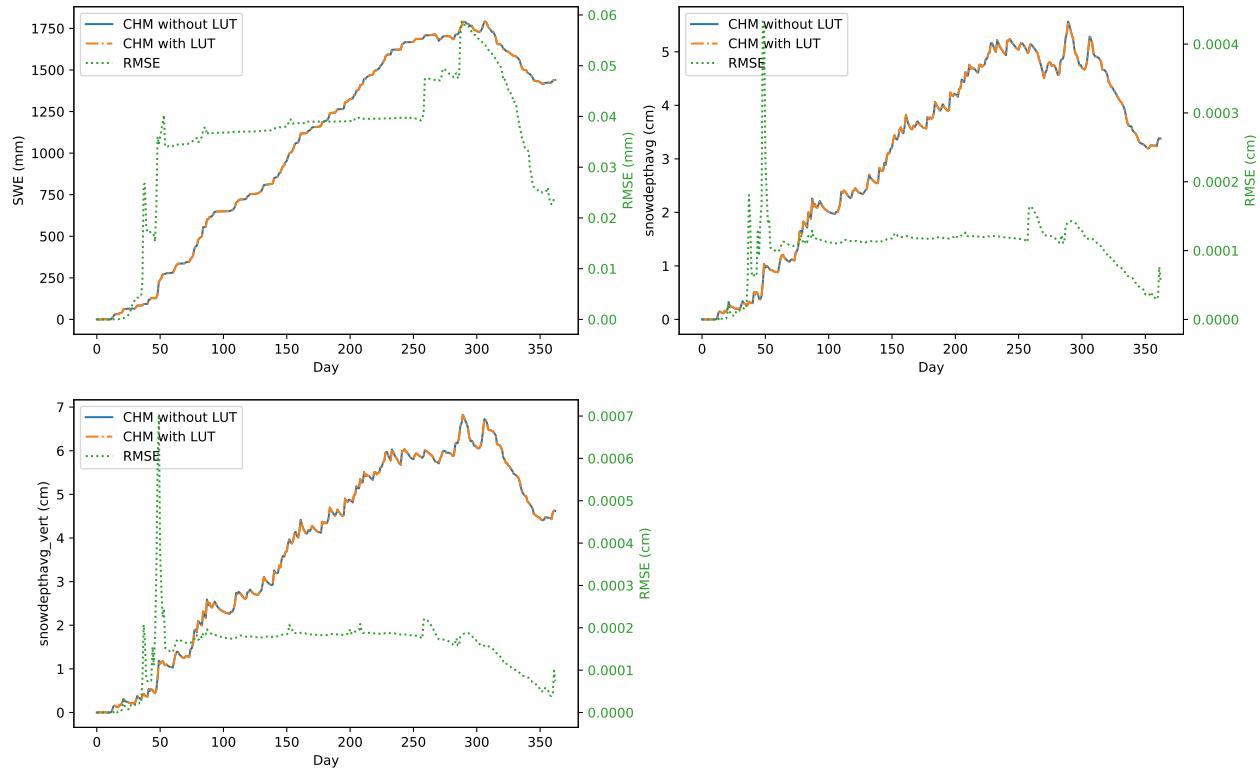 CHM without LUT
CHM with LUT
RMSE
SWE (mm)
0
250
500
750
1000
1250
1500
1750
0.00
0.01
0.02
0.03
0.04
0.05
0.06
RMSE (mm)
0 50 100 150 200 250 300 350
Day
CHM without LUT
CHM with LUT
RMSE
snowdepthavg (cm)
0
1
2
3
4
5
0.0000
0.0001
0.0002
0.0003
0.0004
RMSE (cm)
0 50 100 150 200 250 300 350
Day
CHM without LUT
CHM with LUT
RMSE
snowdepthavg_vert (cm)
0
1
2
3
4
5
6
7
0.0000
0.0001
0.0002
0.0003
0.0004
0.0005
0.0006
0.0007
RMSE (cm)
0 50 100 150 200 250 300 350
Day